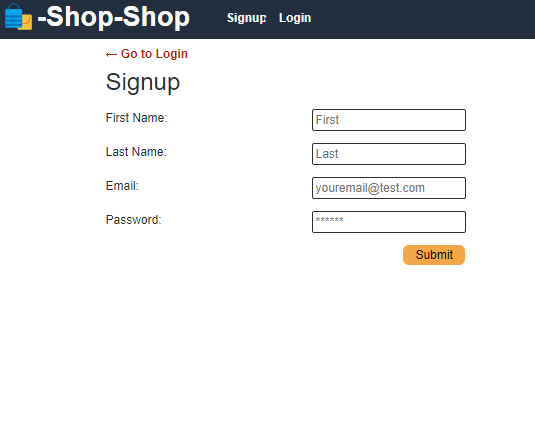 -Shop-Shop
Signup Login
← Go to Login
Signup
First Name: First
Last Name: Last
Email: youremail@test.com
Password: ******
Submit